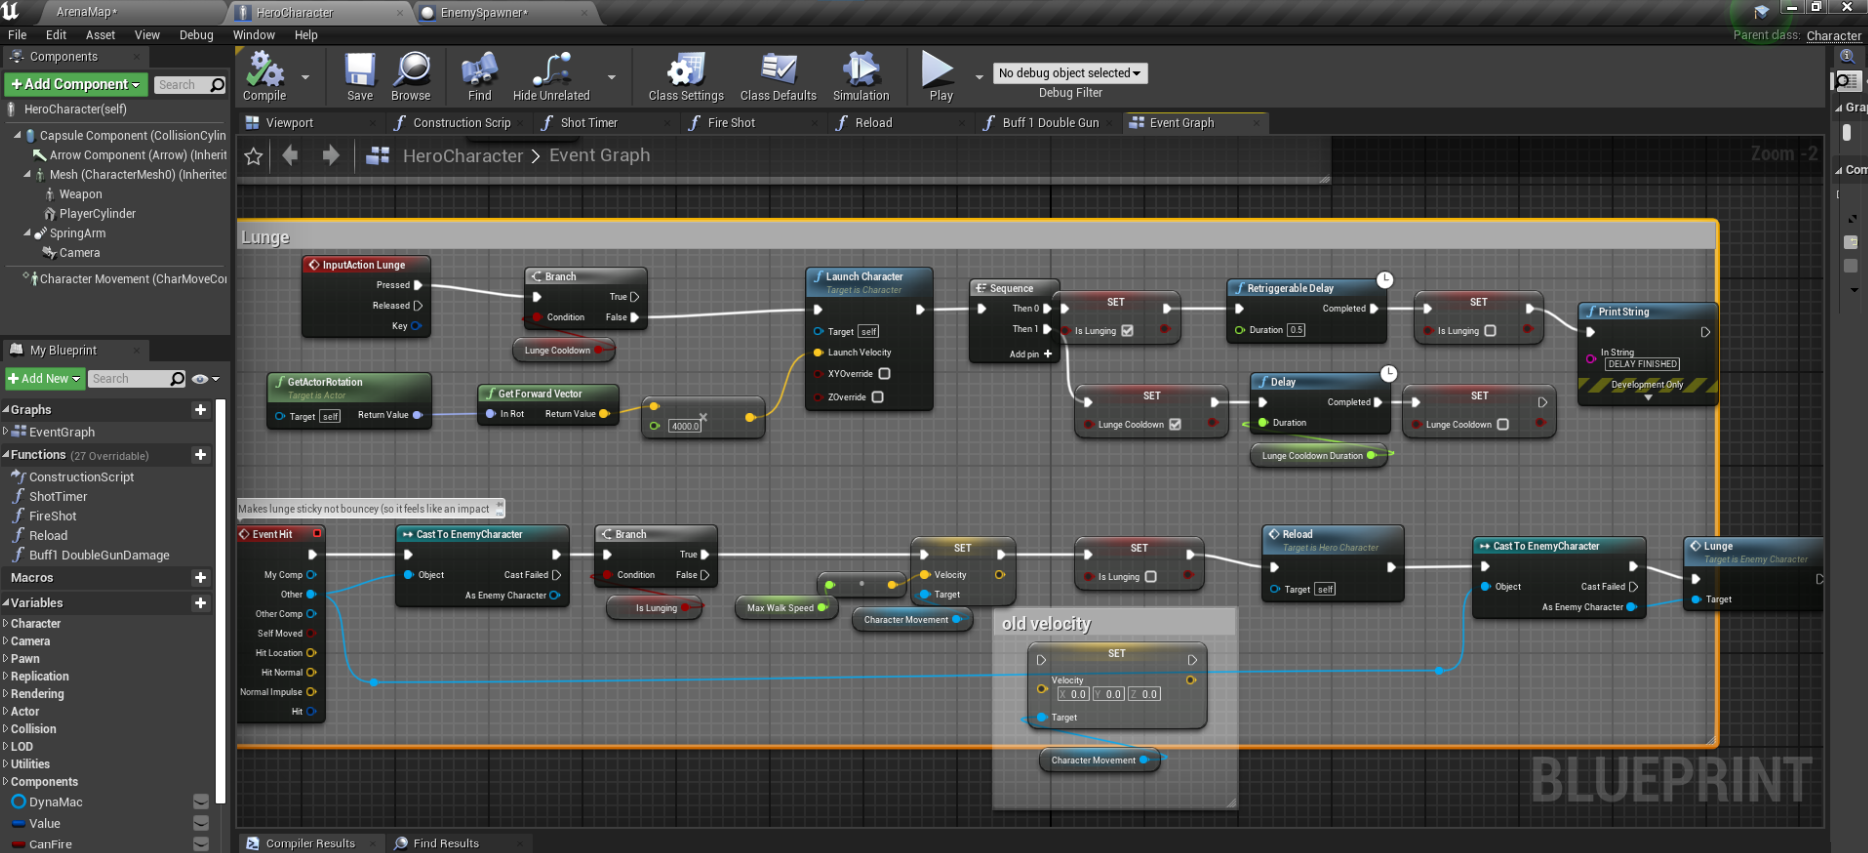 ArenaMap*
HeroCharacter
EnemySpawner*
File Edit Asset View Debug Window Help
Parent class: Character
Components
+Add Component
Search
HeroCharacter(self)
Capsule Component (CollisionCylin
Arrow Component (Arrow) (Inherit
Mesh (CharacterMesh0) (Inherited
Weapon
PlayerCylinder
SpringArm
Camera
Character Movement (CharMoveCo
Compile
Save
Browse
Find
Hide Unrelated
Class Settings
Class Defaults
Simulation
Play
No debug object selected
Debug Filter
Viewport
Construction Scrip
Shot Timer
Fire Shot
Reload
Buff 1 Double Gun
Event Graph
HeroCharacter > Event Graph
Zoom -2
Gra
Com
My Blueprint
+Add New
Search
Graphs
EventGraph
Functions (27 Overridable)
ConstructionScript
ShotTimer
FireShot
Reload
Buff1 DoubleGunDamage
Macros
Variables
Character
Camera
Pawn
Replication
Rendering
Actor
Collision
LOD
Utilities
Components
DynaMac
Value
CanFire
Lunge
InputAction Lunge
Pressed
Released
Key
Branch
True
Condition False
Lunge Cooldown
GetActorRotation
Target is Actor
Target self Return Value
Get Forward Vector
In Rot Return Value
4000.0
Launch Character
Target is Character
Target self
Launch Velocity
XYOverride
ZOverride
Sequence
Then 0
Then 1
Add pin +
SET
Is Lunging
Retriggerable Delay
Completed
Duration 0.5
SET
Is Lunging
Print String
In String
DELAY FINISHED
Development Only
SET
Lunge Cooldown
Delay
Completed
Duration
Lunge Cooldown Duration
SET
Lunge Cooldown
Makes lunge sticky not bouncey (so it feels like an impact
Event Hit
My Comp
Other
Other Comp
Self Moved
Hit Location
Hit Normal
Normal Impulse
Hit
Cast To EnemyCharacter
Object Cast Failed
As Enemy Character
Branch
True
Condition False
Is Lunging
Max Walk Speed
SET
Velocity
Target
Character Movement
SET
Is Lunging
Reload
Target is Hero Character
Target self
Cast To EnemyCharacter
Object Cast Failed
As Enemy Character
Lunge
Target is Enemy Character
Target
old velocity
SET
Velocity
X 0.0 Y 0.0 Z 0.0
Target
Character Movement
BLUEPRINT
Compiler Results
Find Results